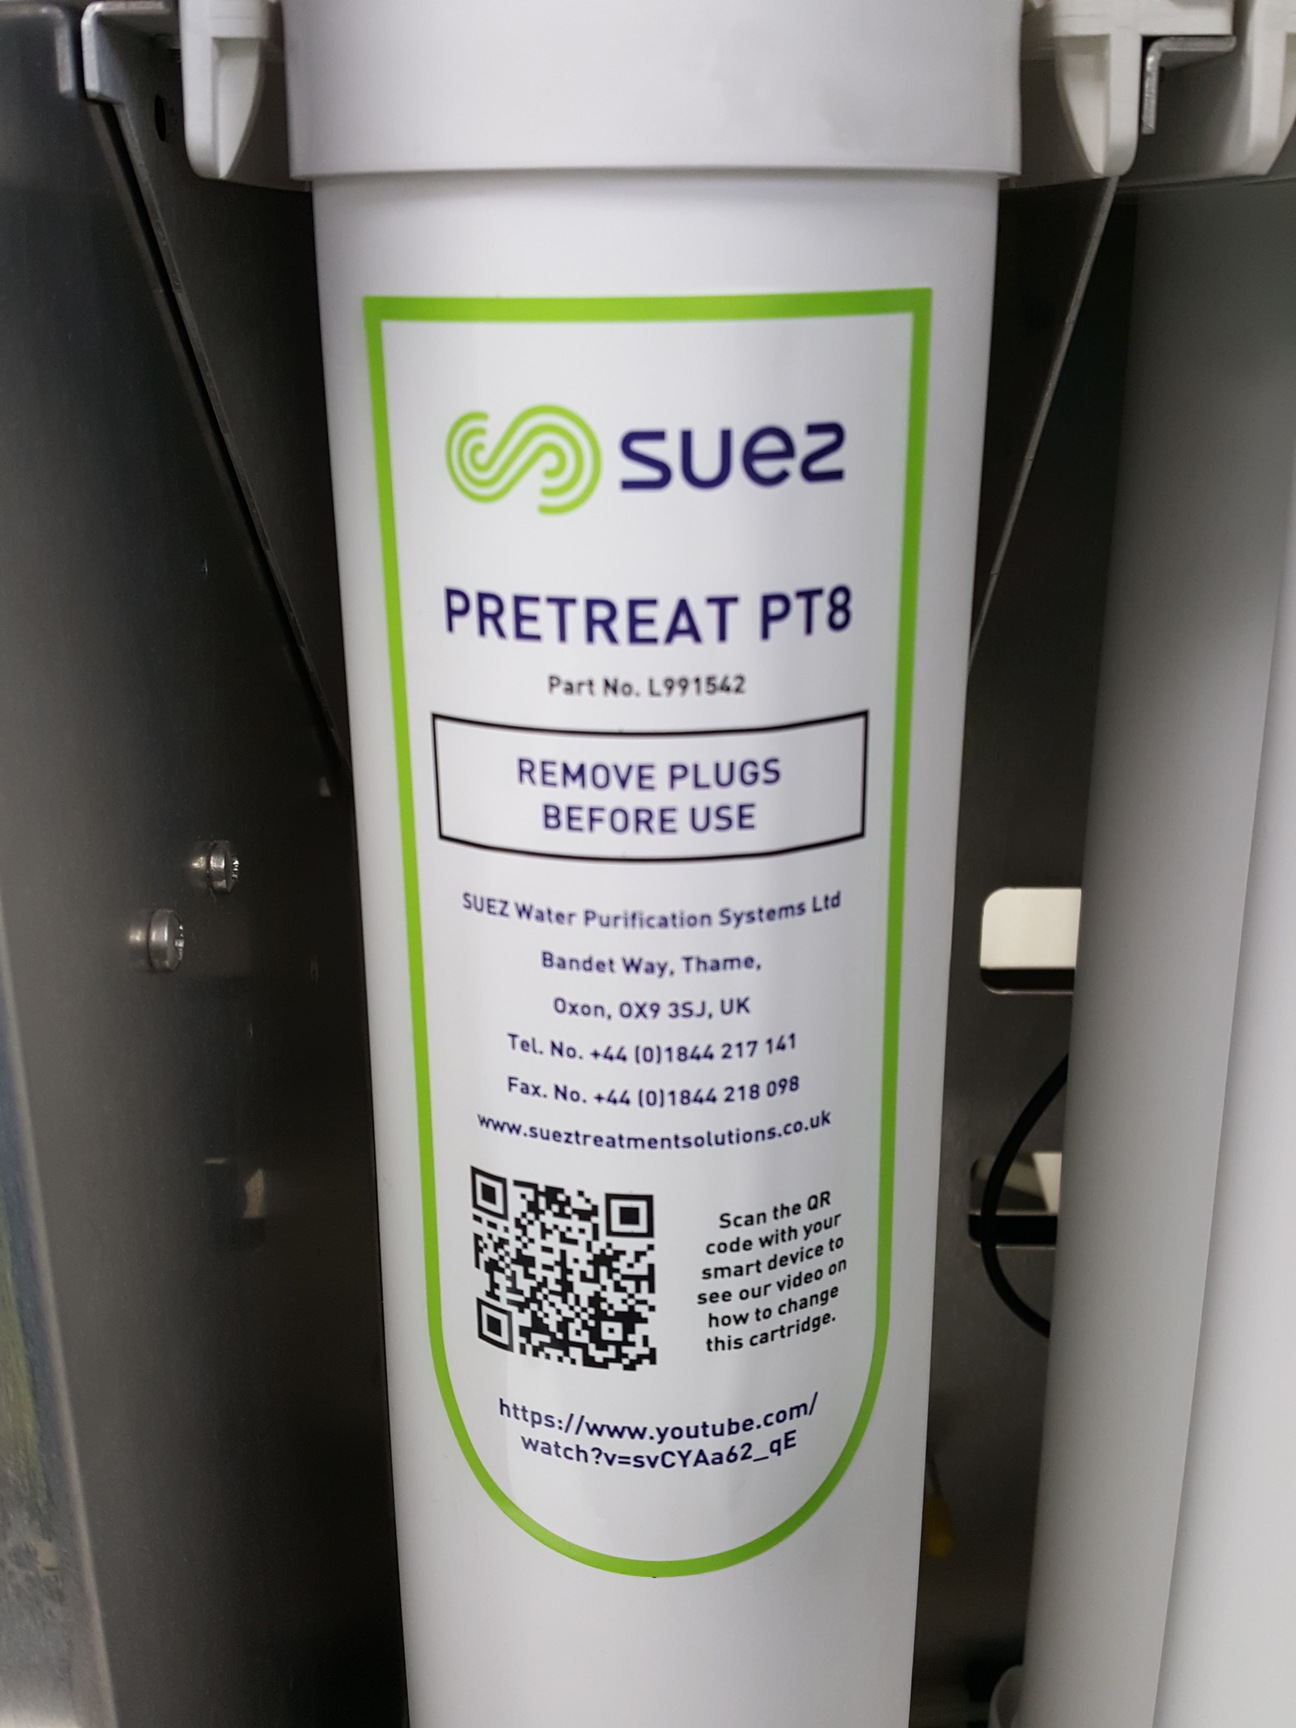 suez
PRETREAT PT8
Part No. L991542
REMOVE PLUGS
BEFORE USE
SUEZ Water Purification Systems Ltd
Bandet Way, Thame,
Oxon, OX9 3SJ, UK
Tel. No. +44 (0)1844 217 141
Fax. No. +44 (0)1844 218 098
www.sueztreatmentsolutions.co.uk
Scan the QR
code with your
smart device to
see our video on
how to change
this cartridge.
https://www.youtube.com/
watch?v=svCYAa62_qE